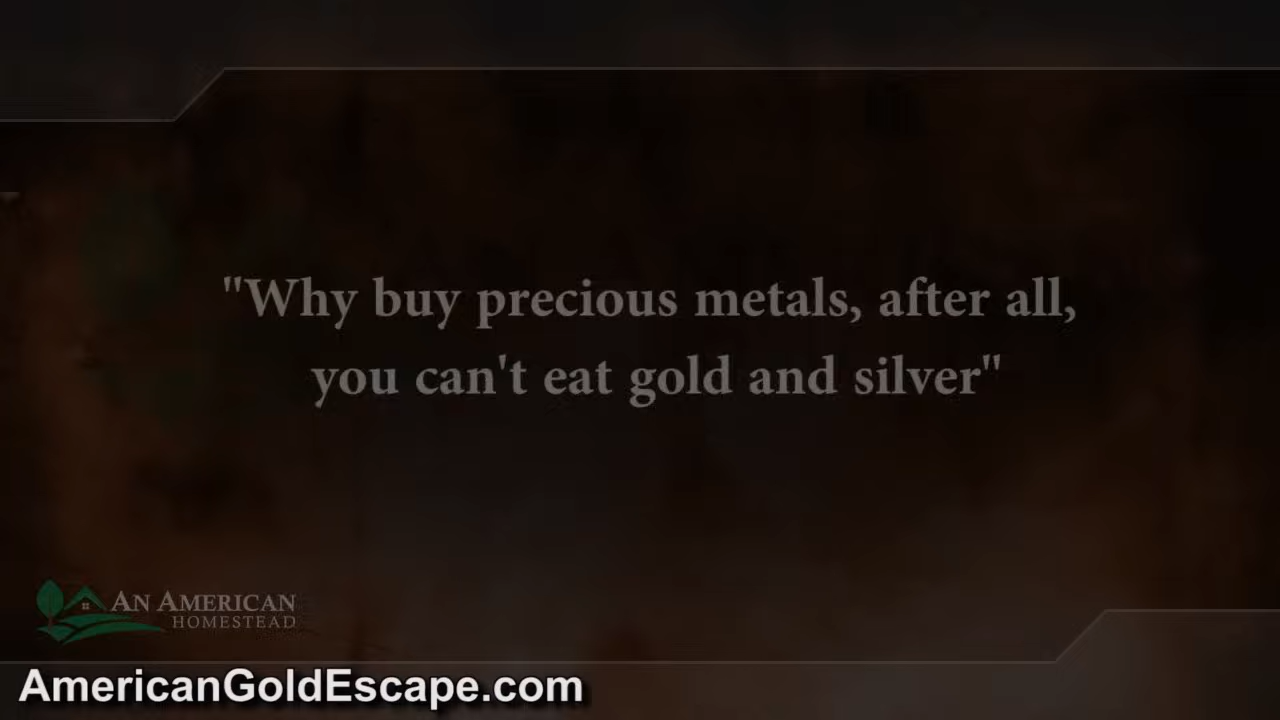 "Why buy precious metals, after all,
you can't eat gold and silver"
AN AMERICAN
HOMESTEAD
AmericanGoldEscape.com